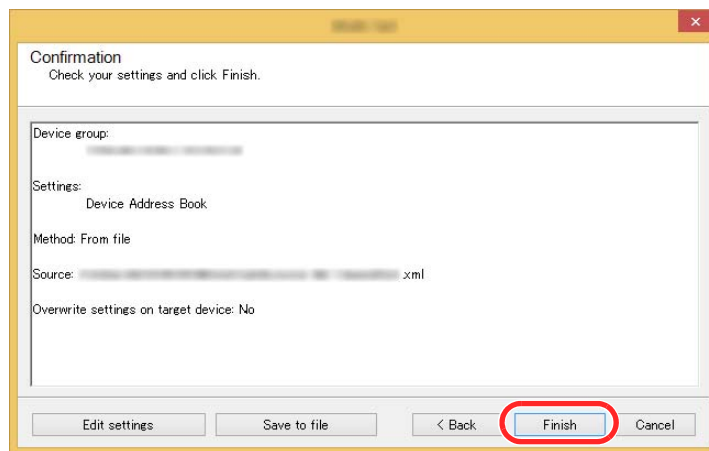 Confirmation
Check your settings and click Finish.
Device group:
Settings:
Device Address Book
Method: From file
Source: .xml
Overwrite settings on target device: No
Edit settings Save to file < Back Finish Cancel